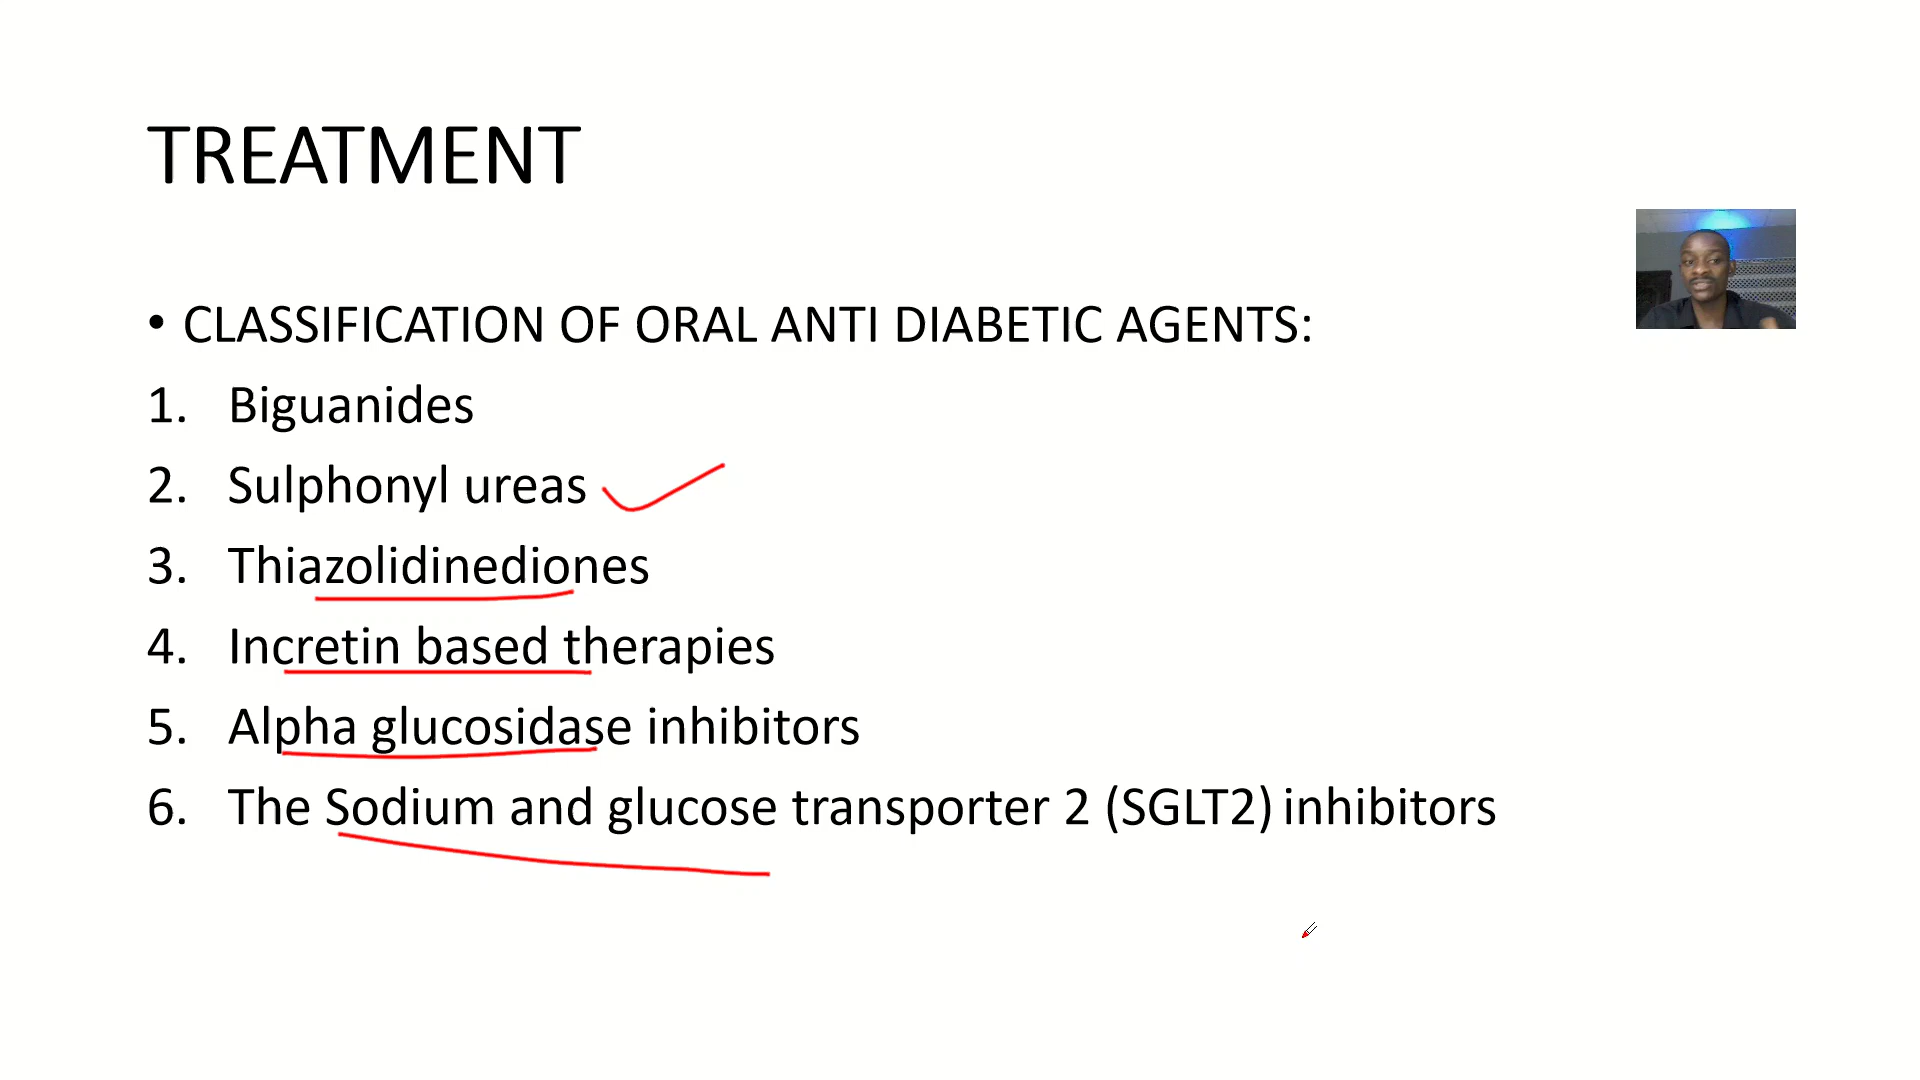 TREATMENT
• CLASSIFICATION OF ORAL ANTI DIABETIC AGENTS:
1. Biguanides
2. Sulphonyl ureas
3. Thiazolidinediones
4. Incretin based therapies
5. Alpha glucosidase inhibitors
6. The Sodium and glucose transporter 2 (SGLT2) inhibitors